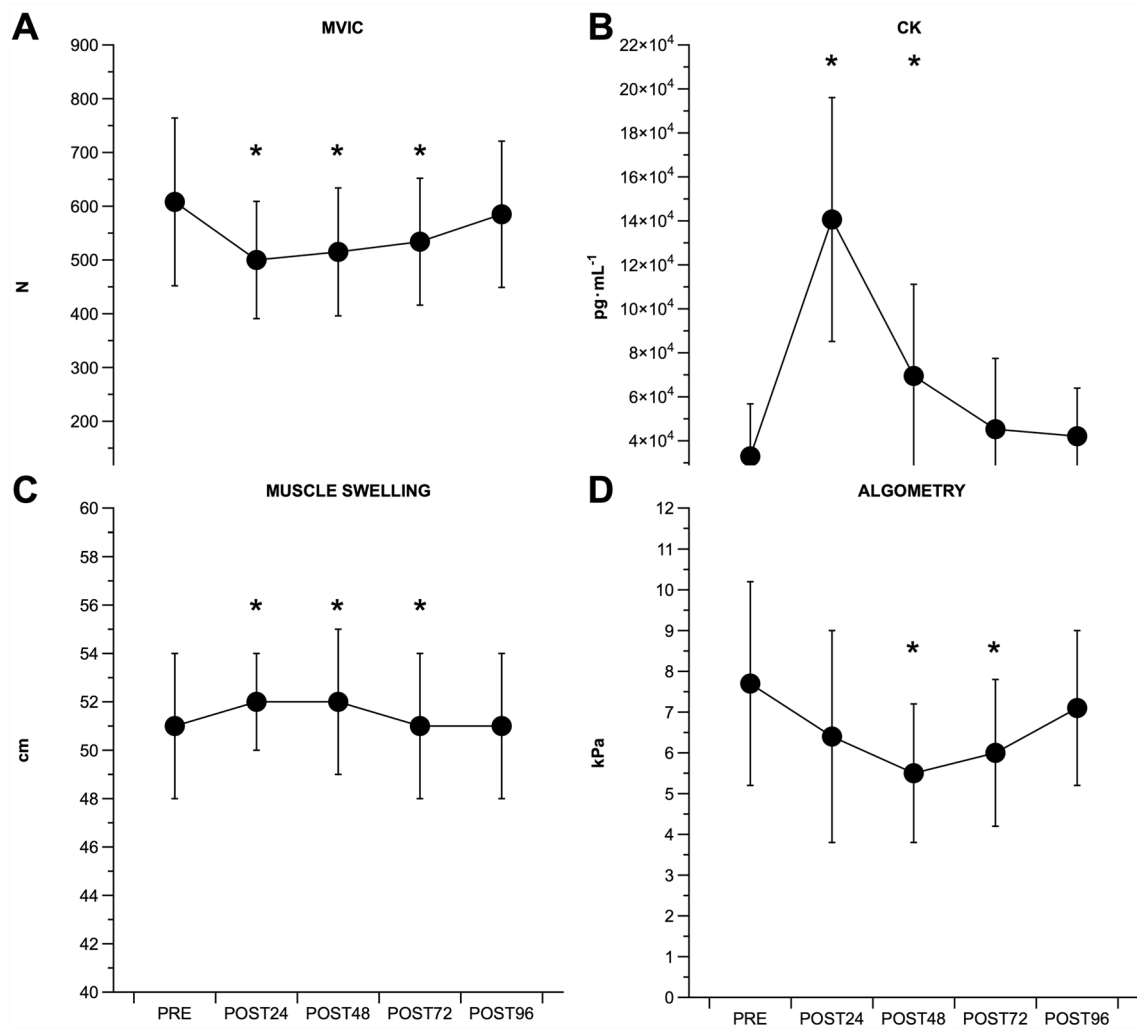 A
MVIC
900
800
700
600
500
400
300
200
N
* * *
B
CK
22×10⁴
20×10⁴
18×10⁴
16×10⁴
14×10⁴
12×10⁴
10×10⁴
8×10⁴
6×10⁴
4×10⁴
pg·mL⁻¹
* *
C
MUSCLE SWELLING
60
58
56
54
52
50
48
46
44
42
40
cm
* * *
PRE POST24 POST48 POST72 POST96
D
ALGOMETRY
12
11
10
9
8
7
6
5
4
3
2
1
0
kPa
* *
PRE POST24 POST48 POST72 POST96